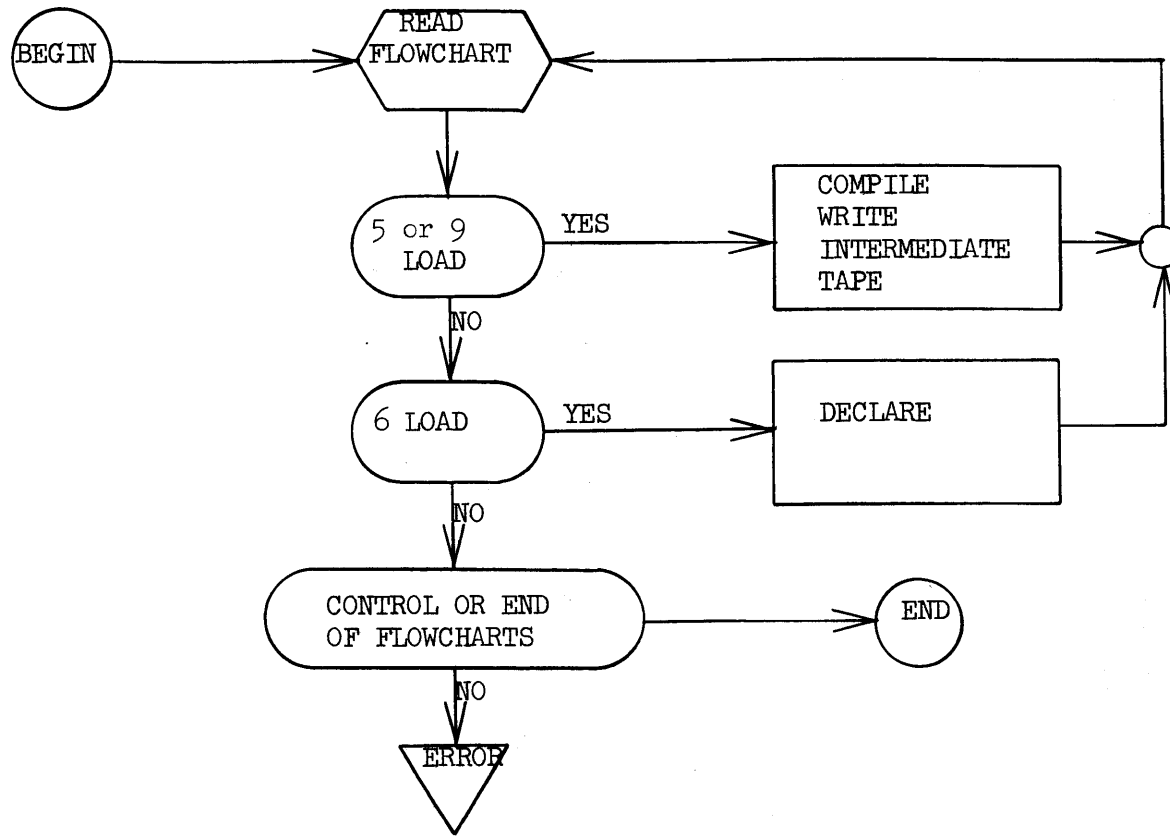 BEGIN
READ
FLOWCHART
5 or 9
LOAD
YES
COMPILE
WRITE
INTERMEDIATE
TAPE
NO
6 LOAD
YES
DECLARE
NO
CONTROL OR END
OF FLOWCHARTS
END
NO
ERROR